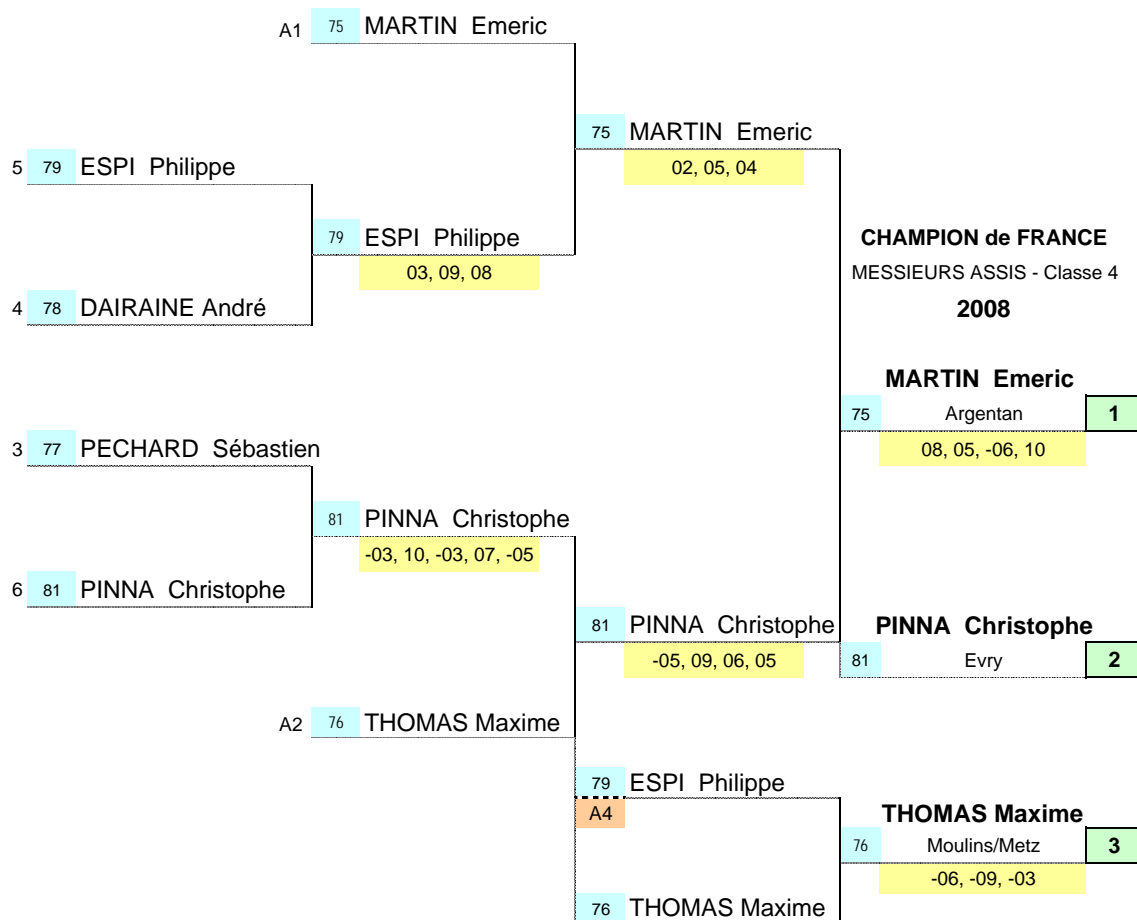 A1 75 MARTIN Emeric
75 MARTIN Emeric
02, 05, 04
5 79 ESPI Philippe
79 ESPI Philippe
03, 09, 08
4 78 DAIRAINE André
CHAMPION de FRANCE
MESSIEURS ASSIS - Classe 4
2008
MARTIN Emeric
75 Argentan 1
08, 05, -06, 10
3 77 PECHARD Sébastien
81 PINNA Christophe
-03, 10, -03, 07, -05
6 81 PINNA Christophe
81 PINNA Christophe
-05, 09, 06, 05
PINNA Christophe
81 Evry 2
A2 76 THOMAS Maxime
79 ESPI Philippe
A4
THOMAS Maxime
76 Moulins/Metz 3
-06, -09, -03
76 THOMAS Maxime